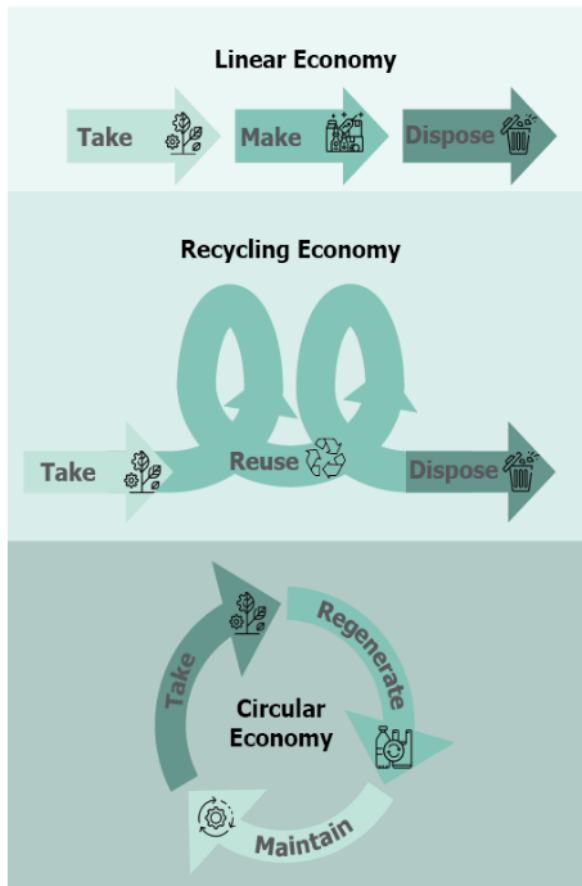 Linear Economy
Take Make Dispose
Recycling Economy
Take Reuse Dispose
Take Regenerate
Circular
Economy
Maintain